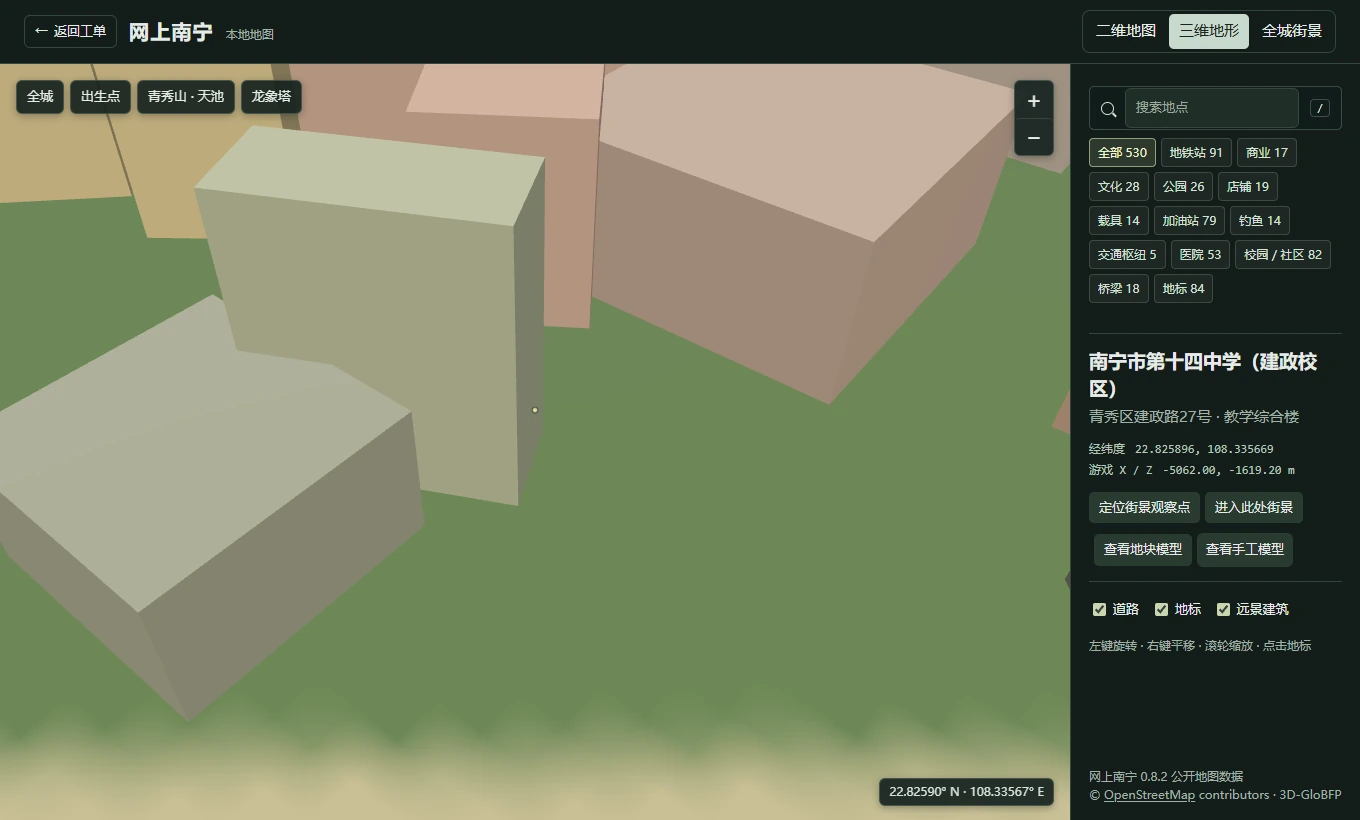 ← 返回工单
网上南宁 本地地图
二维地图 三维地形 全城街景
全城 出生点 青秀山 · 天池 龙象塔
+
−
搜索地点 /
全部 530 地铁站 91 商业 17
文化 28 公园 26 店铺 19
载具 14 加油站 79 钓鱼 14
交通枢纽 5 医院 53 校园 / 社区 82
桥梁 18 地标 84
南宁市第十四中学（建政校
区）
青秀区建政路27号 · 教学综合楼
经纬度 22.825896, 108.335669
游戏 X / Z -5062.00, -1619.20 m
定位街景观察点 进入此处街景
查看地块模型 查看手工模型
道路 地标 远景建筑
左键旋转 · 右键平移 · 滚轮缩放 · 点击地标
22.82590° N · 108.33567° E
网上南宁 0.8.2 公开地图数据
© OpenStreetMap contributors · 3D-GloBFP